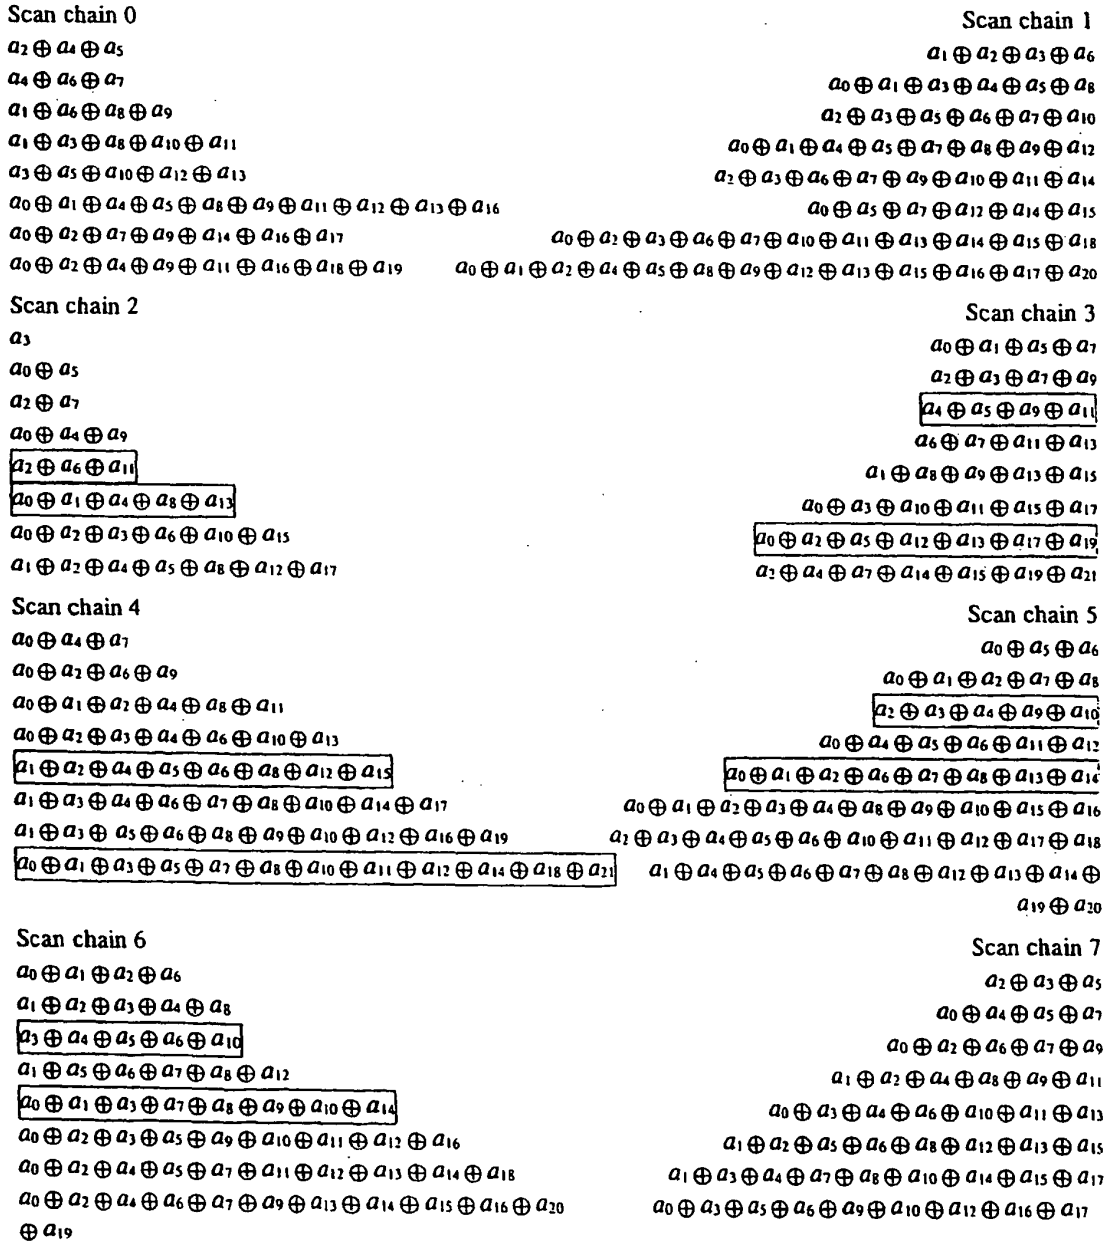 Scan chain 0
a2 ⊕ a4 ⊕ a5
a4 ⊕ a6 ⊕ a7
a1 ⊕ a6 ⊕ a8 ⊕ a9
a1 ⊕ a3 ⊕ a8 ⊕ a10 ⊕ a11
a3 ⊕ a5 ⊕ a10 ⊕ a12 ⊕ a13
a0 ⊕ a1 ⊕ a4 ⊕ a5 ⊕ a8 ⊕ a9 ⊕ a11 ⊕ a12 ⊕ a13 ⊕ a16
a0 ⊕ a2 ⊕ a7 ⊕ a9 ⊕ a14 ⊕ a16 ⊕ a17
a0 ⊕ a2 ⊕ a4 ⊕ a9 ⊕ a11 ⊕ a16 ⊕ a18 ⊕ a19
Scan chain 1
a1 ⊕ a2 ⊕ a3 ⊕ a6
a0 ⊕ a1 ⊕ a3 ⊕ a4 ⊕ a5 ⊕ a8
a2 ⊕ a3 ⊕ a5 ⊕ a6 ⊕ a7 ⊕ a10
a0 ⊕ a1 ⊕ a4 ⊕ a5 ⊕ a7 ⊕ a8 ⊕ a9 ⊕ a12
a2 ⊕ a3 ⊕ a6 ⊕ a7 ⊕ a9 ⊕ a10 ⊕ a11 ⊕ a14
a0 ⊕ a5 ⊕ a7 ⊕ a12 ⊕ a14 ⊕ a15
a0 ⊕ a2 ⊕ a3 ⊕ a6 ⊕ a7 ⊕ a10 ⊕ a11 ⊕ a13 ⊕ a14 ⊕ a15 ⊕ a18
a0 ⊕ a1 ⊕ a2 ⊕ a4 ⊕ a5 ⊕ a8 ⊕ a9 ⊕ a12 ⊕ a13 ⊕ a15 ⊕ a16 ⊕ a17 ⊕ a20
Scan chain 2
a3
a0 ⊕ a5
a2 ⊕ a7
a0 ⊕ a4 ⊕ a9
a2 ⊕ a6 ⊕ a11
a0 ⊕ a1 ⊕ a4 ⊕ a8 ⊕ a13
a0 ⊕ a2 ⊕ a3 ⊕ a6 ⊕ a10 ⊕ a15
a1 ⊕ a2 ⊕ a4 ⊕ a5 ⊕ a8 ⊕ a12 ⊕ a17
Scan chain 3
a0 ⊕ a1 ⊕ a5 ⊕ a7
a2 ⊕ a3 ⊕ a7 ⊕ a9
a4 ⊕ a5 ⊕ a9 ⊕ a11
a6 ⊕ a7 ⊕ a11 ⊕ a13
a1 ⊕ a8 ⊕ a9 ⊕ a13 ⊕ a15
a0 ⊕ a3 ⊕ a10 ⊕ a11 ⊕ a15 ⊕ a17
a0 ⊕ a2 ⊕ a5 ⊕ a12 ⊕ a13 ⊕ a17 ⊕ a19
a2 ⊕ a4 ⊕ a7 ⊕ a14 ⊕ a15 ⊕ a19 ⊕ a21
Scan chain 4
a0 ⊕ a4 ⊕ a7
a0 ⊕ a2 ⊕ a6 ⊕ a9
a0 ⊕ a1 ⊕ a2 ⊕ a4 ⊕ a8 ⊕ a11
a0 ⊕ a2 ⊕ a3 ⊕ a4 ⊕ a6 ⊕ a10 ⊕ a13
a1 ⊕ a2 ⊕ a4 ⊕ a5 ⊕ a6 ⊕ a8 ⊕ a12 ⊕ a15
a1 ⊕ a3 ⊕ a4 ⊕ a6 ⊕ a7 ⊕ a8 ⊕ a10 ⊕ a14 ⊕ a17
a1 ⊕ a3 ⊕ a5 ⊕ a6 ⊕ a8 ⊕ a9 ⊕ a10 ⊕ a12 ⊕ a16 ⊕ a19
a0 ⊕ a1 ⊕ a3 ⊕ a5 ⊕ a7 ⊕ a8 ⊕ a10 ⊕ a11 ⊕ a12 ⊕ a14 ⊕ a18 ⊕ a21
Scan chain 5
a0 ⊕ a5 ⊕ a6
a0 ⊕ a1 ⊕ a2 ⊕ a7 ⊕ a8
a2 ⊕ a3 ⊕ a4 ⊕ a9 ⊕ a10
a0 ⊕ a4 ⊕ a5 ⊕ a6 ⊕ a11 ⊕ a12
a0 ⊕ a1 ⊕ a2 ⊕ a6 ⊕ a7 ⊕ a8 ⊕ a13 ⊕ a14
a0 ⊕ a1 ⊕ a2 ⊕ a3 ⊕ a4 ⊕ a8 ⊕ a9 ⊕ a10 ⊕ a15 ⊕ a16
a2 ⊕ a3 ⊕ a4 ⊕ a5 ⊕ a6 ⊕ a10 ⊕ a11 ⊕ a12 ⊕ a17 ⊕ a18
a1 ⊕ a4 ⊕ a5 ⊕ a6 ⊕ a7 ⊕ a8 ⊕ a12 ⊕ a13 ⊕ a14 ⊕
a19 ⊕ a20
Scan chain 6
a0 ⊕ a1 ⊕ a2 ⊕ a6
a1 ⊕ a2 ⊕ a3 ⊕ a4 ⊕ a8
a3 ⊕ a4 ⊕ a5 ⊕ a6 ⊕ a10
a1 ⊕ a5 ⊕ a6 ⊕ a7 ⊕ a8 ⊕ a12
a0 ⊕ a1 ⊕ a3 ⊕ a7 ⊕ a8 ⊕ a9 ⊕ a10 ⊕ a14
a0 ⊕ a2 ⊕ a3 ⊕ a5 ⊕ a9 ⊕ a10 ⊕ a11 ⊕ a12 ⊕ a16
a0 ⊕ a2 ⊕ a4 ⊕ a5 ⊕ a7 ⊕ a11 ⊕ a12 ⊕ a13 ⊕ a14 ⊕ a18
a0 ⊕ a2 ⊕ a4 ⊕ a6 ⊕ a7 ⊕ a9 ⊕ a13 ⊕ a14 ⊕ a15 ⊕ a16 ⊕ a20
⊕ a19
Scan chain 7
a2 ⊕ a3 ⊕ a5
a0 ⊕ a4 ⊕ a5 ⊕ a7
a0 ⊕ a2 ⊕ a6 ⊕ a7 ⊕ a9
a1 ⊕ a2 ⊕ a4 ⊕ a8 ⊕ a9 ⊕ a11
a0 ⊕ a3 ⊕ a4 ⊕ a6 ⊕ a10 ⊕ a11 ⊕ a13
a1 ⊕ a2 ⊕ a5 ⊕ a6 ⊕ a8 ⊕ a12 ⊕ a13 ⊕ a15
a1 ⊕ a3 ⊕ a4 ⊕ a7 ⊕ a8 ⊕ a10 ⊕ a14 ⊕ a15 ⊕ a17
a0 ⊕ a3 ⊕ a5 ⊕ a6 ⊕ a9 ⊕ a10 ⊕ a12 ⊕ a16 ⊕ a17